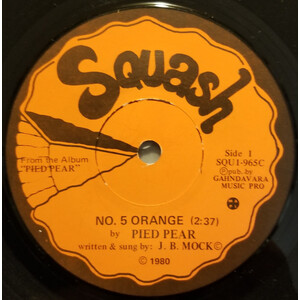 Squash
From the Album
"PIED PEAR"
Side 1
SQU1-965C
Ⓟpub. by
GAHNDAVARA
MUSIC PRO
NO. 5 ORANGE (2:37)
by PIED PEAR
written & sung by: J. B. MOCK©
© 1980